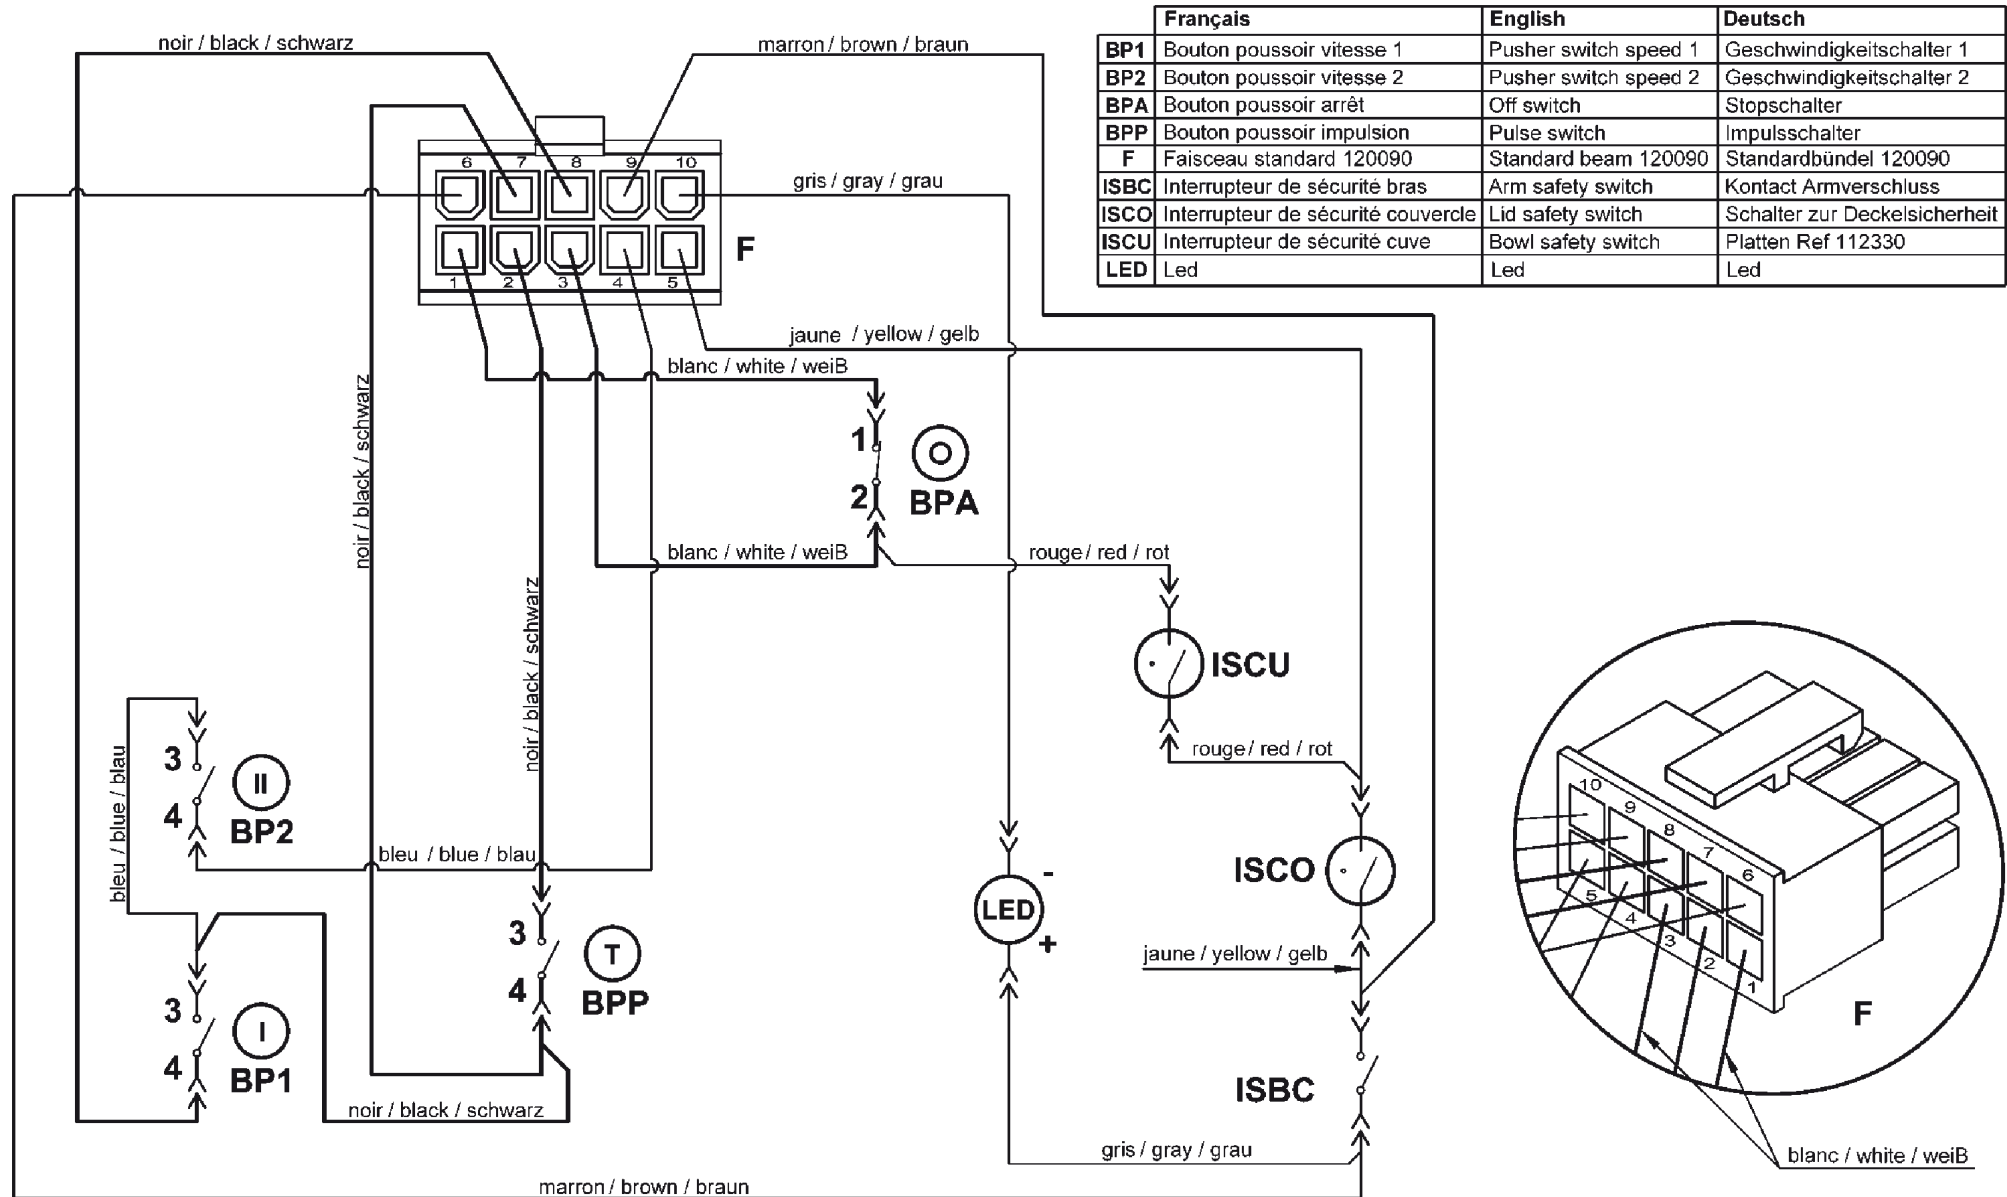 Français English Deutsch
BP1 Bouton poussoir vitesse 1 Pusher switch speed 1 Geschwindigkeitschalter 1
BP2 Bouton poussoir vitesse 2 Pusher switch speed 2 Geschwindigkeitschalter 2
BPA Bouton poussoir arrêt Off switch Stopschalter
BPP Bouton poussoir impulsion Pulse switch Impulsschalter
F Faisceau standard 120090 Standard beam 120090 Standardbündel 120090
ISBC Interrupteur de sécurité bras Arm safety switch Kontact Armverschluss
ISCO Interrupteur de sécurité couvercle Lid safety switch Schalter zur Deckelsicherheit
ISCU Interrupteur de sécurité cuve Bowl safety switch Platten Ref 112330
LED Led Led Led
noir / black / schwarz
marron / brown / braun
6 7 8 9 10
gris / gray / grau
F
1 2 3 4 5
jaune / yellow / gelb
blanc / white / weiB
noir / black / schwarz
1
O
2
BPA
blanc / white / weiB
rouge / red / rot
noir / black / schwarz
ISCU
rouge / red / rot
bleu / blue / blau
3
II
4
BP2
bleu / blue / blau
ISCO
-
LED
+
3
T
4
BPP
jaune / yellow / gelb
3
I
4
BP1
noir / black / schwarz
ISBC
gris / gray / grau
marron / brown / braun
10
9
8
7
6
5
4
3
2
1
F
blanc / white / weiB